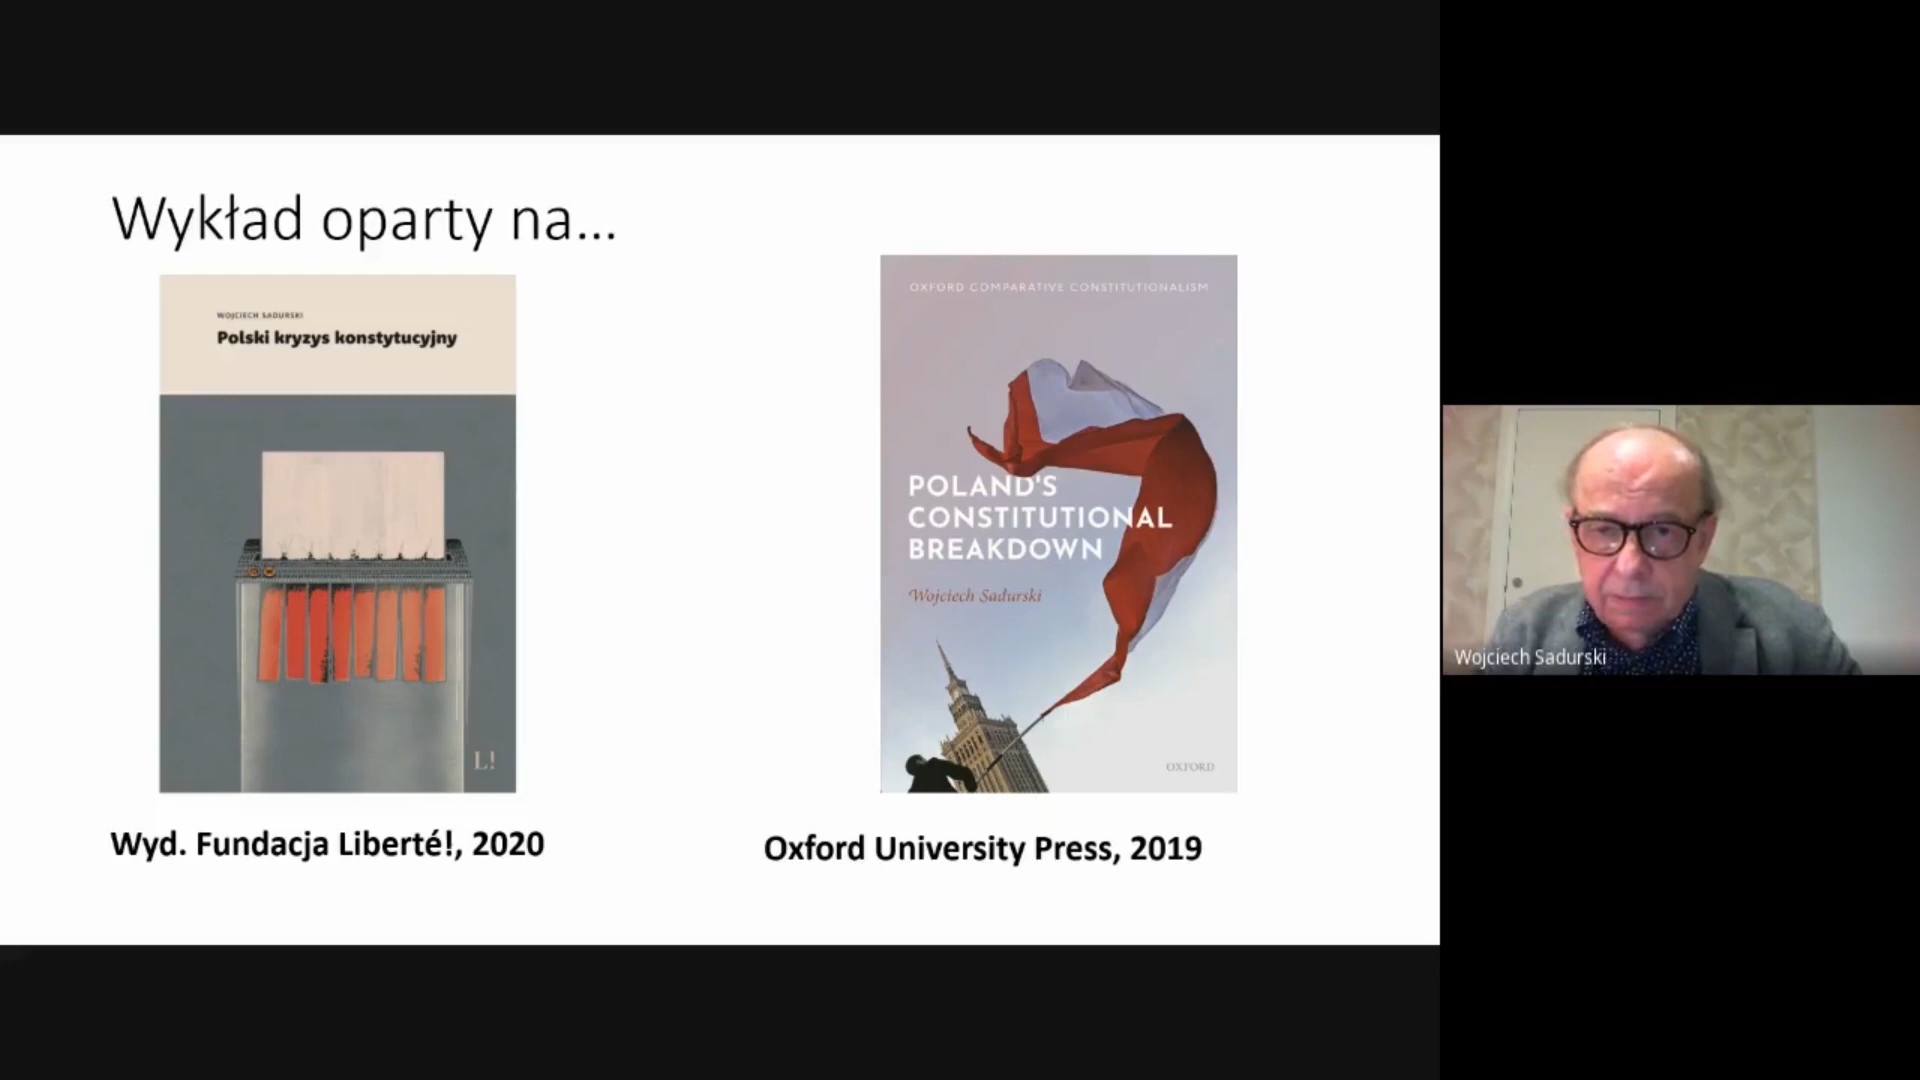 Wykład oparty na...
WOJCIECH SADURSKI
Polski kryzys konstytucyjny
L!
Wyd. Fundacja Liberté!, 2020
OXFORD COMPARATIVE CONSTITUTIONALISM
POLAND'S
CONSTITUTIONAL
BREAKDOWN
Wojciech Sadurski
OXFORD
Oxford University Press, 2019
Wojciech Sadurski